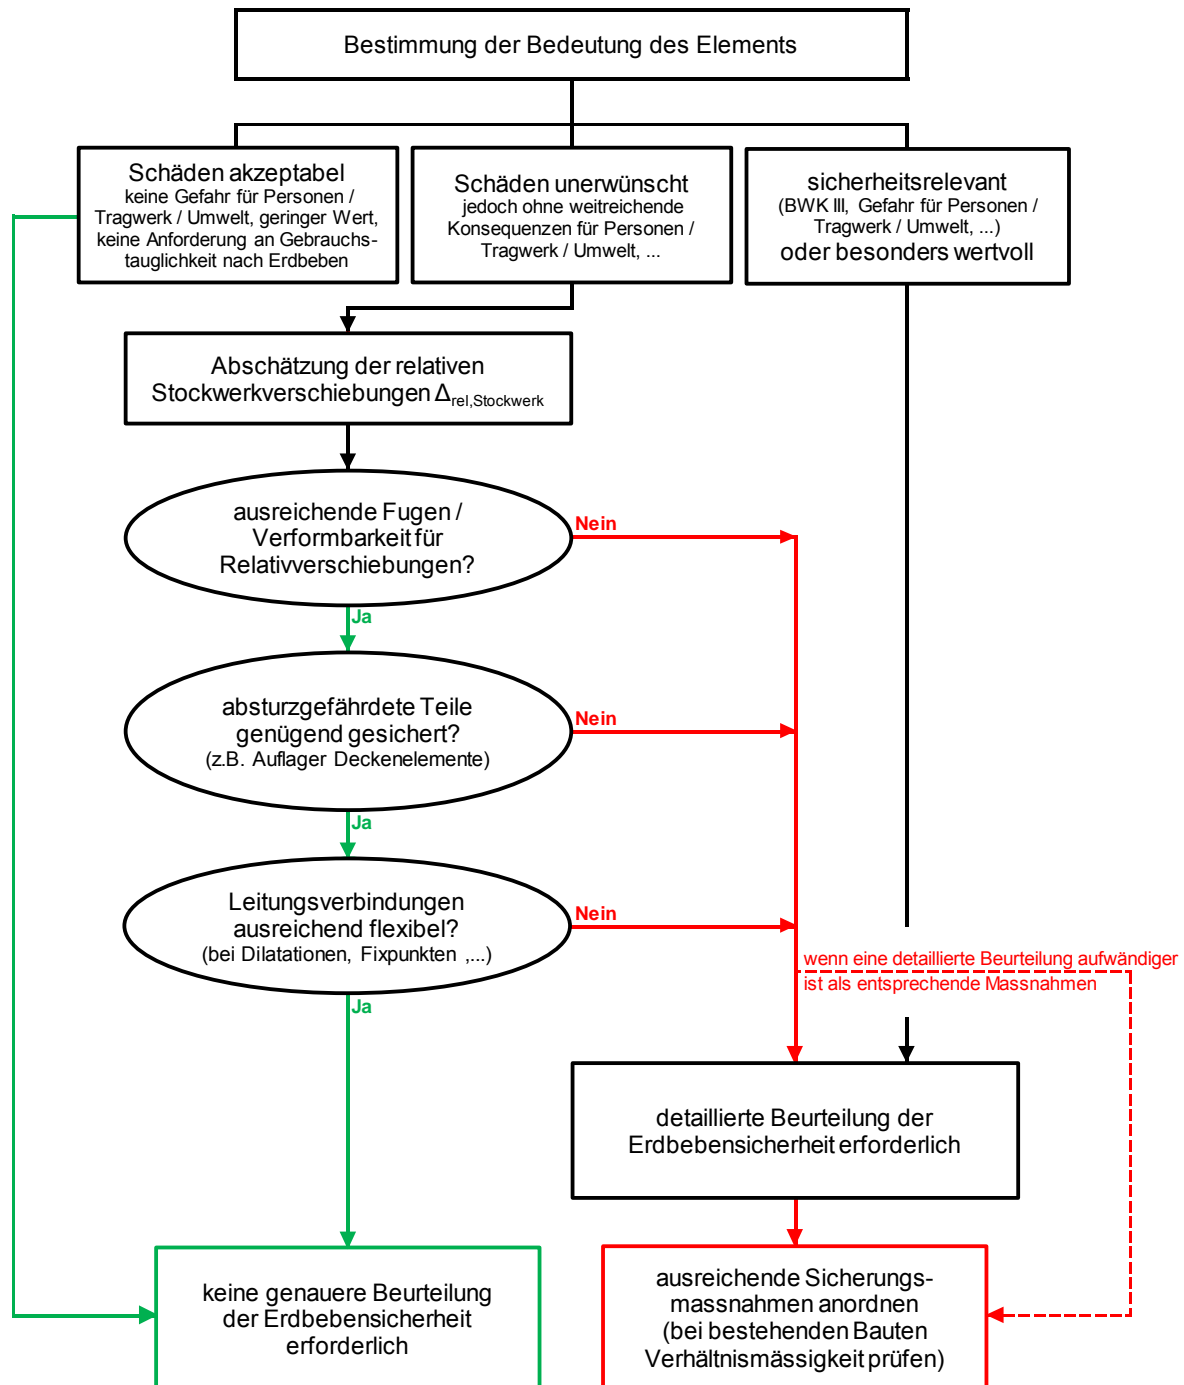 Bestimmung der Bedeutung des Elements
Schäden akzeptabel
keine Gefahr für Personen /
Tragwerk / Umwelt, geringer Wert,
keine Anforderung an Gebrauchs-
tauglichkeit nach Erdbeben
Schäden unerwünscht
jedoch ohne weitreichende
Konsequenzen für Personen /
Tragwerk / Umwelt, ...
sicherheitsrelevant
(BWK III, Gefahr für Personen /
Tragwerk / Umwelt, ...)
oder besonders wertvoll
Abschätzung der relativen
Stockwerkverschiebungen Δrel,Stockwerk
ausreichende Fugen /
Verformbarkeit für
Relativverschiebungen?
Nein
Ja
absturzgefährdete Teile
genügend gesichert?
(z.B. Auflager Deckenelemente)
Nein
Ja
Leitungsverbindungen
ausreichend flexibel?
(bei Dilatationen, Fixpunkten ,...)
Nein
Ja
wenn eine detaillierte Beurteilung aufwändiger
ist als entsprechende Massnahmen
detaillierte Beurteilung der
Erdbebensicherheit erforderlich
keine genauere Beurteilung
der Erdbebensicherheit
erforderlich
ausreichende Sicherungs-
massnahmen anordnen
(bei bestehenden Bauten
Verhältnismässigkeit prüfen)